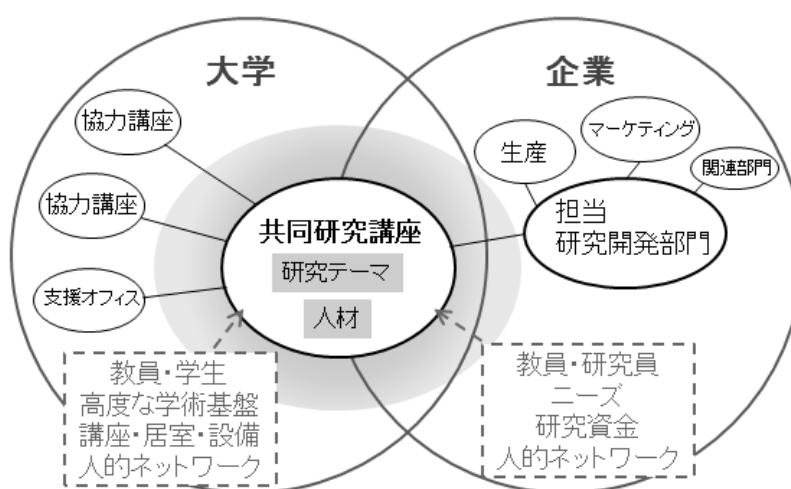 大学
企業
協力講座
協力講座
支援オフィス
共同研究講座
研究テーマ
人材
生産
マーケティング
関連部門
担当
研究開発部門
教員・学生
高度な学術基盤
講座・居室・設備
人的ネットワーク
教員・研究員
ニーズ
研究資金
人的ネットワーク